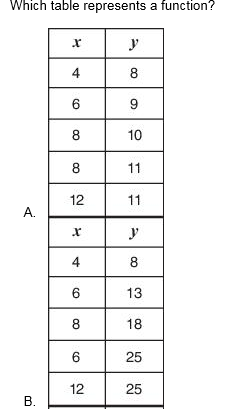 Which table represents a function?
x y
4 8
6 9
8 10
8 11
12 11
A.
x y
4 8
6 13
8 18
6 25
12 25
B.